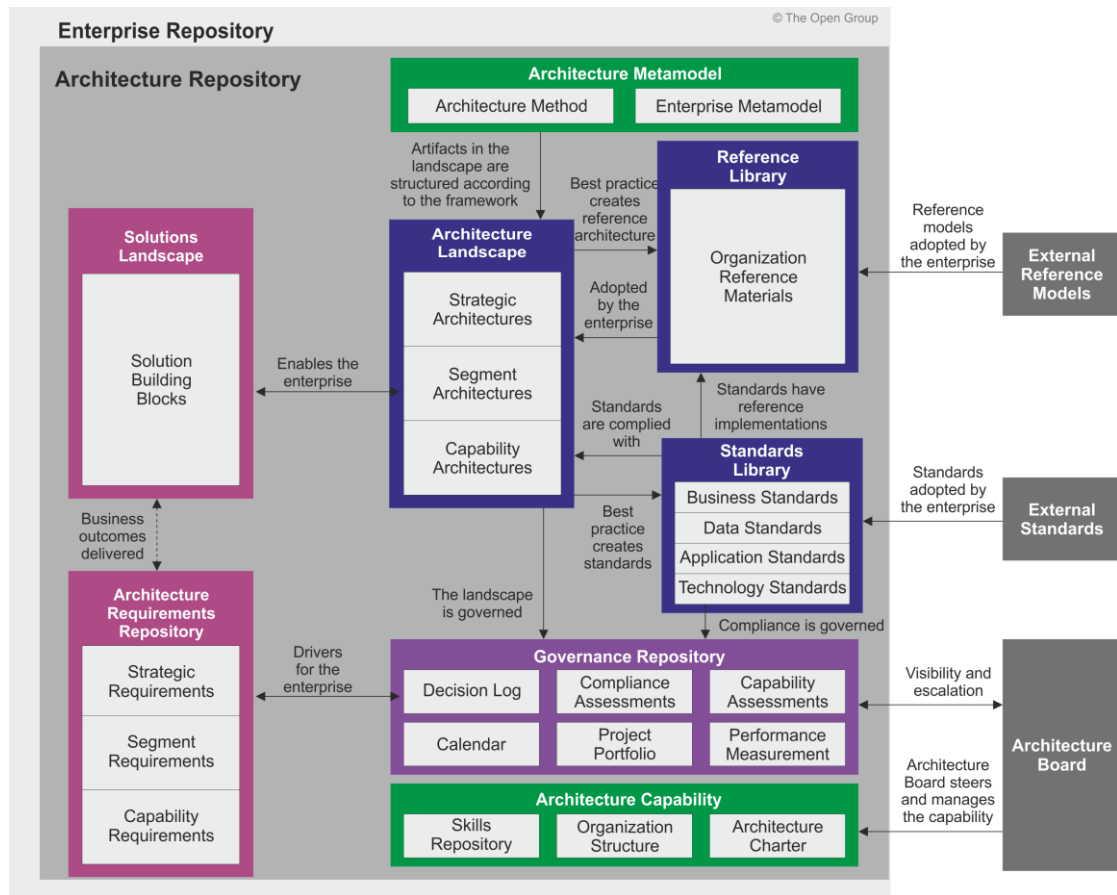 © The Open Group
Enterprise Repository
Architecture Repository
Architecture Metamodel
Architecture Method
Enterprise Metamodel
Artifacts in the
landscape are
structured according
to the framework
Best practice
creates
reference
architecture
Reference
Library
Organization
Reference
Materials
Reference
models
adopted by
the enterprise
External
Reference
Models
Solutions
Landscape
Solution
Building
Blocks
Enables the
enterprise
Architecture
Landscape
Strategic
Architectures
Segment
Architectures
Capability
Architectures
Adopted
by the
enterprise
Standards have
reference
implementations
Standards
are complied
with
Standards
Library
Business Standards
Data Standards
Application Standards
Technology Standards
Standards
adopted by
the enterprise
External
Standards
Best
practice
creates
standards
Business
outcomes
delivered
Architecture
Requirements
Repository
Strategic
Requirements
Segment
Requirements
Capability
Requirements
The landscape
is governed
Compliance is governed
Drivers
for the
enterprise
Governance Repository
Decision Log
Compliance
Assessments
Capability
Assessments
Calendar
Project
Portfolio
Performance
Measurement
Visibility and
escalation
Architecture
Board
Architecture
Board steers
and manages
the capability
Architecture Capability
Skills
Repository
Organization
Structure
Architecture
Charter